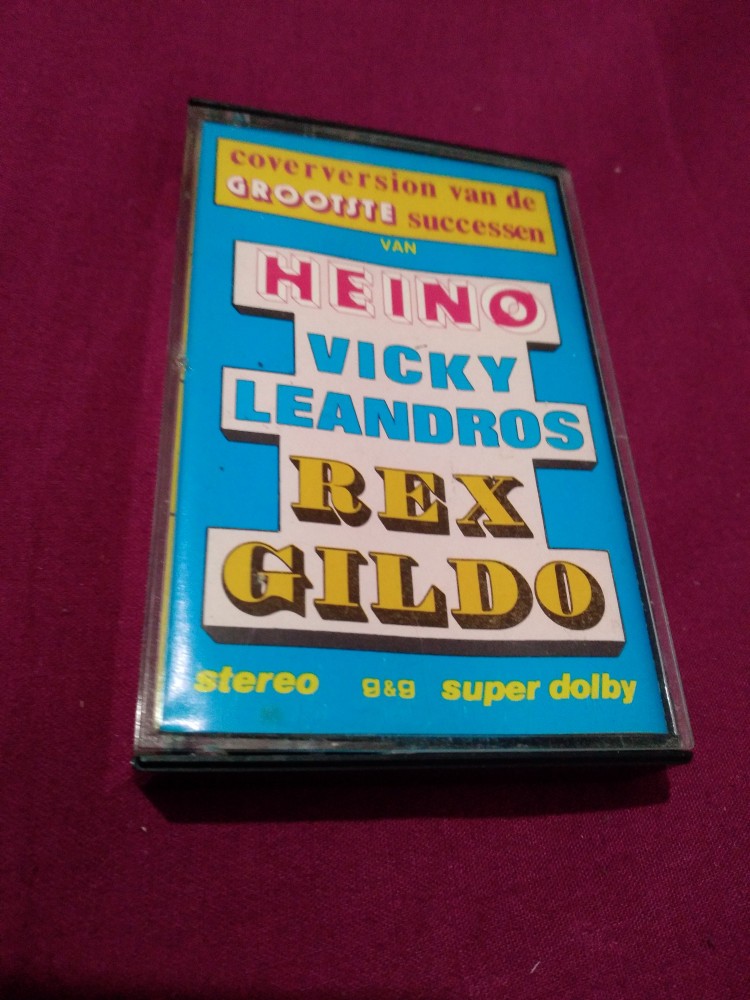 coverversion van de
GROOTSTE successen
VAN
HEINO
VICKY
LEANDROS
REX
GILDO
stereo g&g super dolby